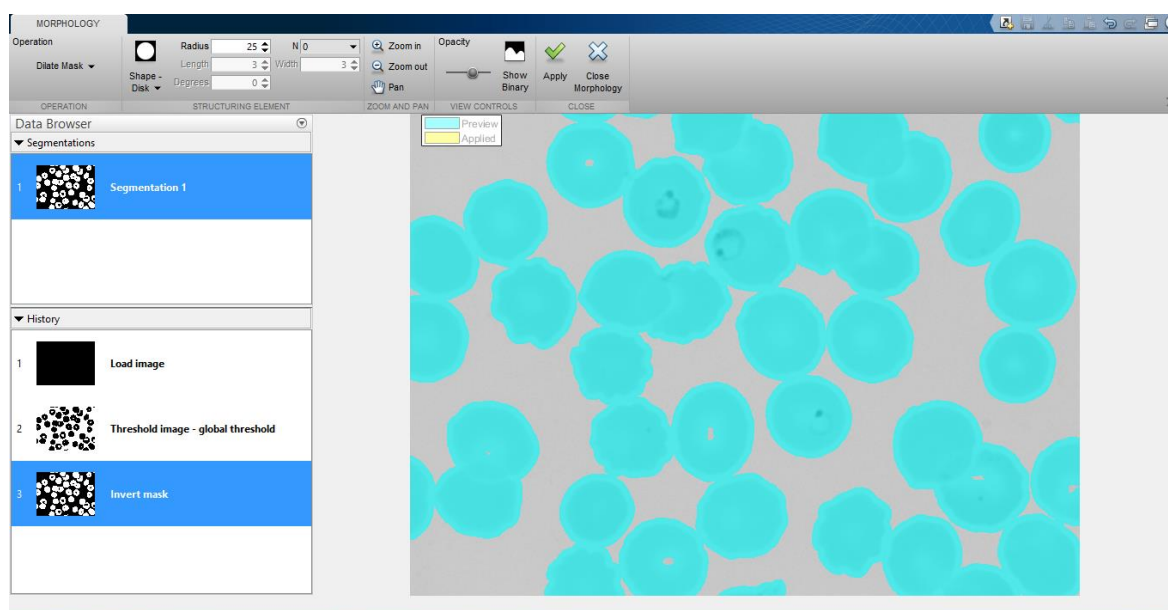 MORPHOLOGY
Operation
Dilate Mask
OPERATION
Shape -
Disk
Radius 25 N 0
Length 3 Width 3
Degrees 0
STRUCTURING ELEMENT
Zoom in
Zoom out
Pan
ZOOM AND PAN
Opacity
Show
Binary
VIEW CONTROLS
Apply
Close
Morphology
CLOSE
Data Browser
Segmentations
1 Segmentation 1
History
1 Load image
2 Threshold image - global threshold
3 Invert mask
Preview
Applied